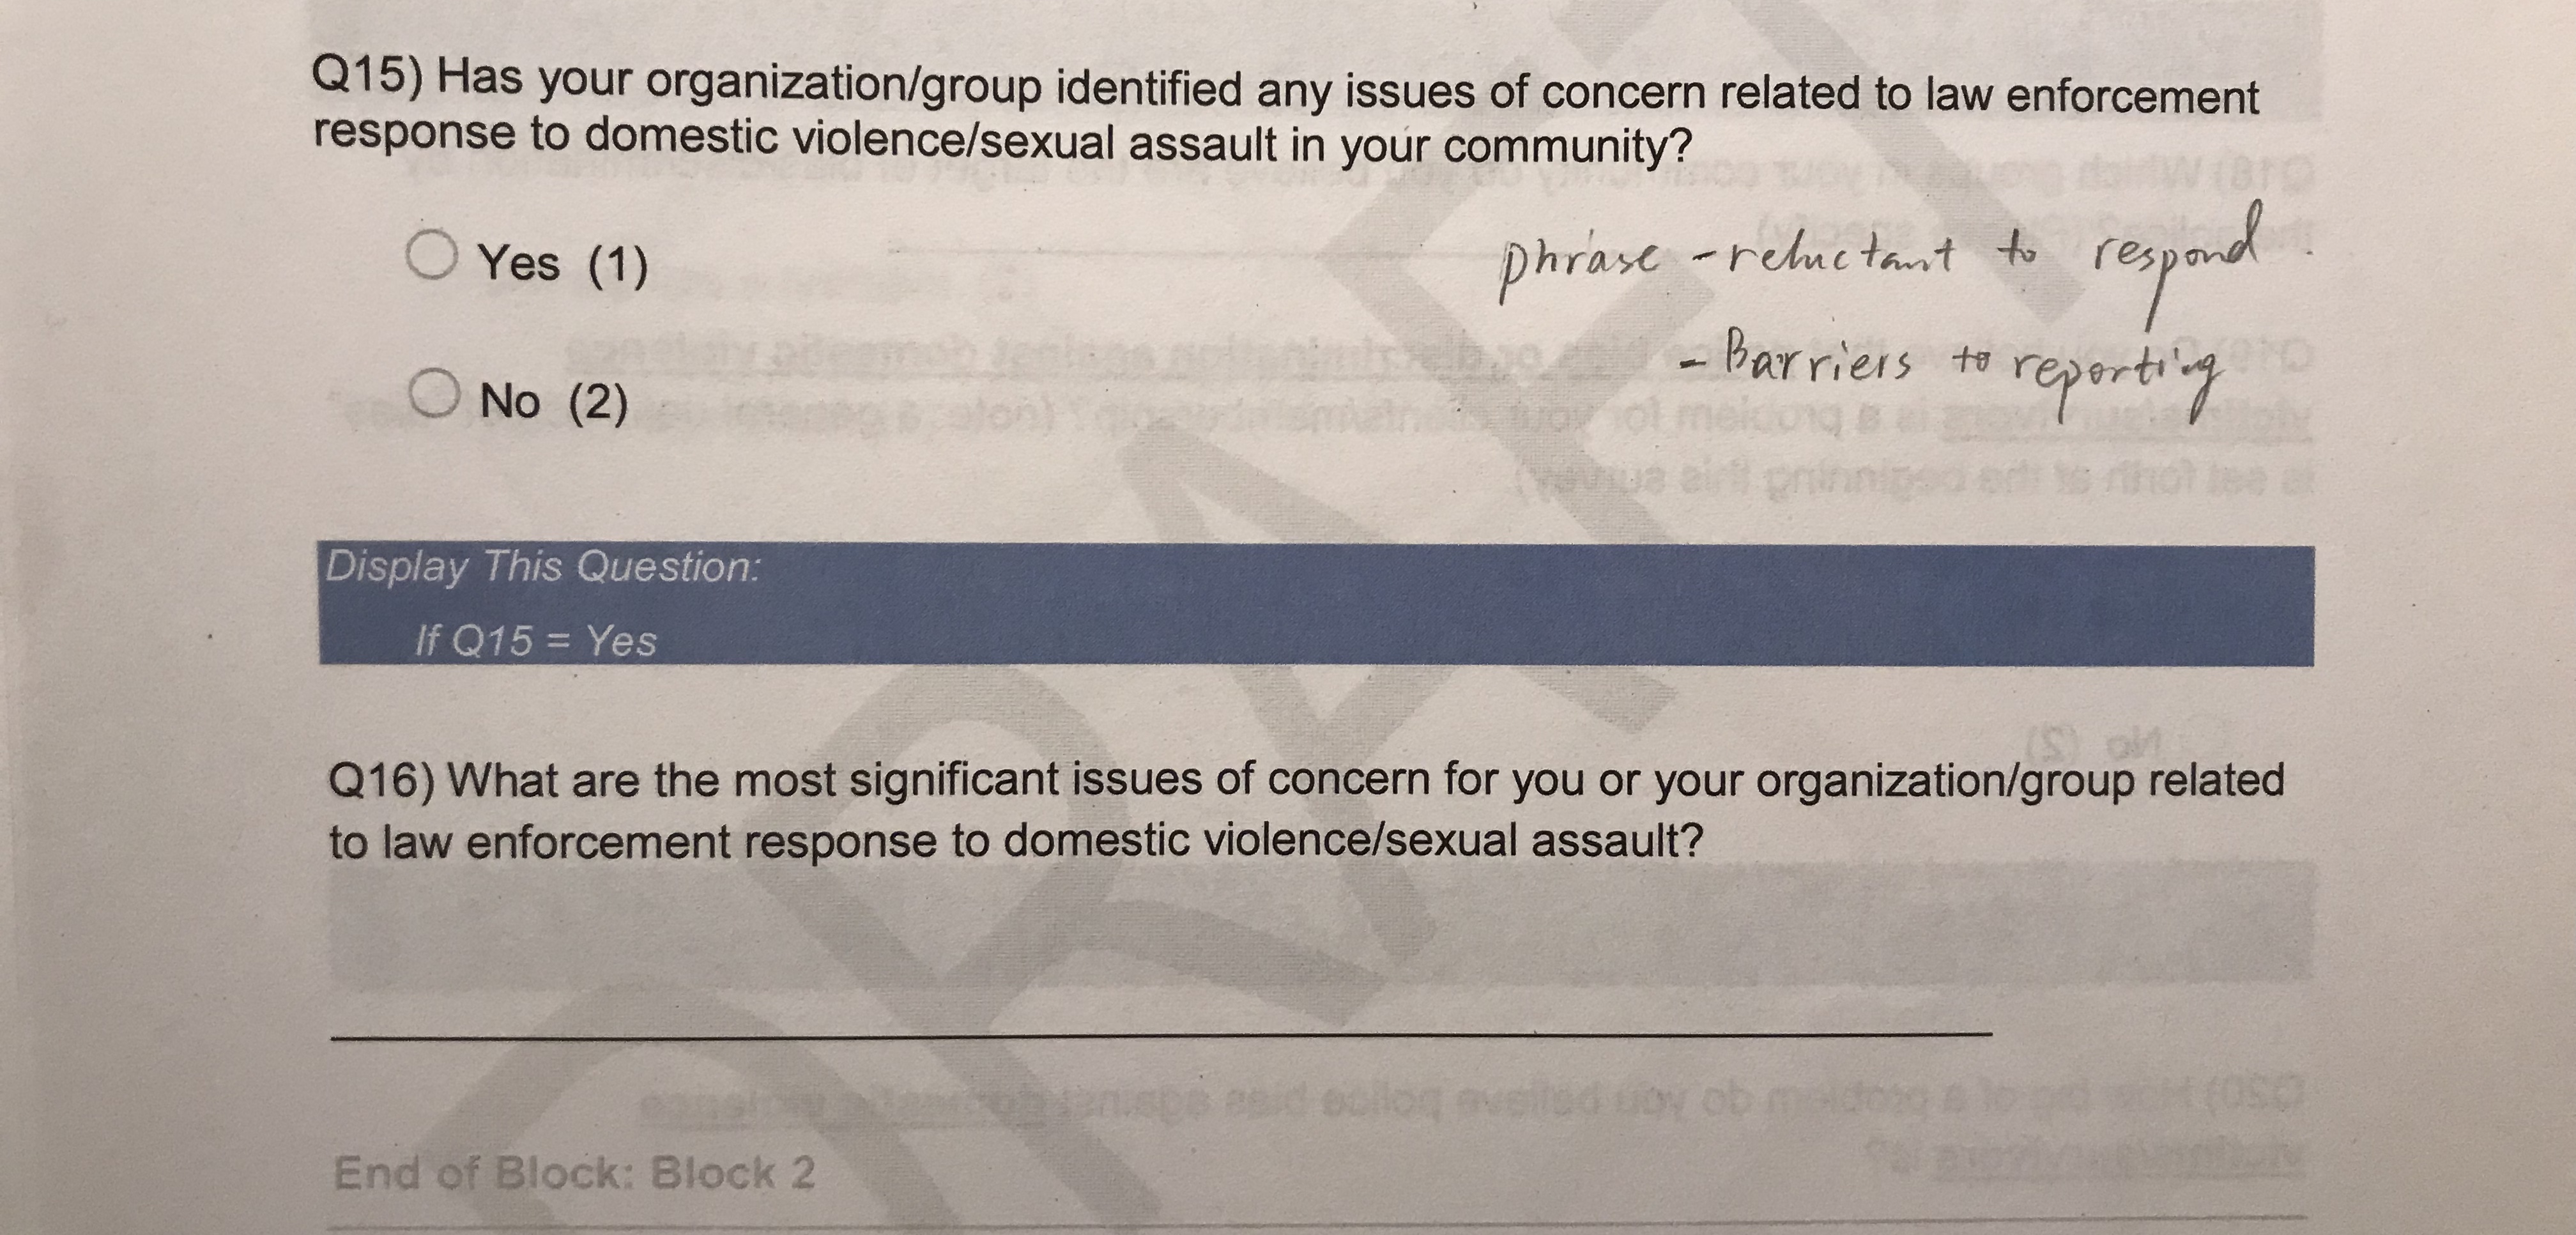 Q15) Has your organization/group identified any issues of concern related to law enforcement
response to domestic violence/sexual assault in your community?
Yes (1)
phrase - reluctant to respond.
- Barriers to reporting
No (2)
Display This Question:
If Q15 = Yes
Q16) What are the most significant issues of concern for you or your organization/group related
to law enforcement response to domestic violence/sexual assault?
End of Block: Block 2
DRAFT